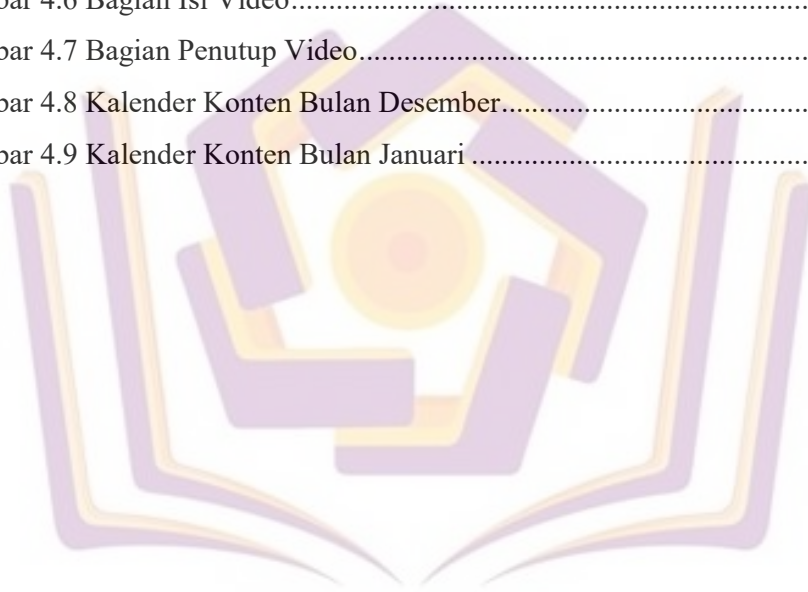 bar 4.6 Bagian Isi Video..........................................................................
bar 4.7 Bagian Penutup Video.................................................................
bar 4.8 Kalender Konten Bulan Desember............................................
bar 4.9 Kalender Konten Bulan Januari ................................................